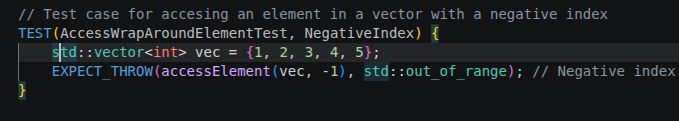 // Test case for accesing an element in a vector with a negative index
TEST(AccessWrapAroundElementTest, NegativeIndex) {
std::vector<int> vec = {1, 2, 3, 4, 5};
EXPECT_THROW(accessElement(vec, -1), std::out_of_range); // Negative index
}